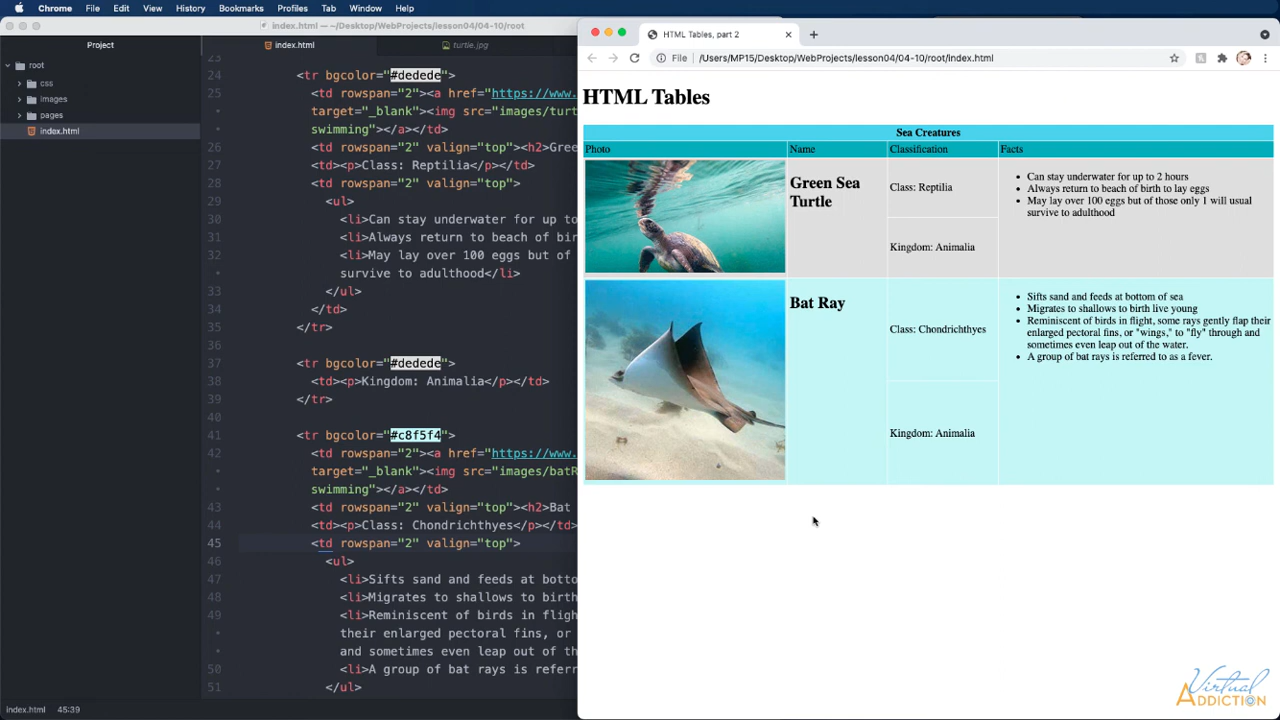 Chrome File Edit View History Bookmarks Profiles Tab Window Help
index.html — ~/Desktop/WebProjects/lesson04/04-10/root
Project
index.html
turtle.jpg
root
css
images
pages
index.html
23
24 <tr bgcolor="#dedede">
25 <td rowspan="2"><a href="https://www.
• target="_blank"><img src="images/turt
• swimming"></a></td>
26 <td rowspan="2" valign="top"><h2>Gree
27 <td><p>Class: Reptilia</p></td>
28 <td rowspan="2" valign="top">
29 <ul>
30 <li>Can stay underwater for up to
31 <li>Always return to beach of bir
32 <li>May lay over 100 eggs but of
• survive to adulthood</li>
33 </ul>
34 </td>
35 </tr>
36
37 <tr bgcolor="#dedede">
38 <td><p>Kingdom: Animalia</p></td>
39 </tr>
40
41 <tr bgcolor="#c8f5f4">
42 <td rowspan="2"><a href="https://www.
• target="_blank"><img src="images/batR
• swimming"></a></td>
43 <td rowspan="2" valign="top"><h2>Bat
44 <td><p>Class: Chondrichthyes</p></td>
45 <td rowspan="2" valign="top">
46 <ul>
47 <li>Sifts sand and feeds at botto
48 <li>Migrates to shallows to birth
49 <li>Reminiscent of birds in fligh
• their enlarged pectoral fins, or
• and sometimes even leap out of the
50 <li>A group of bat rays is referr
51 </ul>
index.html 45:39
HTML Tables, part 2
File /Users/MP15/Desktop/WebProjects/lesson04/04-10/root/index.html
HTML Tables
Sea Creatures
Photo Name Classification Facts
Green Sea
Turtle
Class: Reptilia
Kingdom: Animalia
• Can stay underwater for up to 2 hours
• Always return to beach of birth to lay eggs
• May lay over 100 eggs but of those only 1 will usual
survive to adulthood
Bat Ray
Class: Chondrichthyes
Kingdom: Animalia
• Sifts sand and feeds at bottom of sea
• Migrates to shallows to birth live young
• Reminiscent of birds in flight, some rays gently flap their
enlarged pectoral fins, or "wings," to "fly" through and
sometimes even leap out of the water.
• A group of bat rays is referred to as a fever.
Virtual
ADDICTION